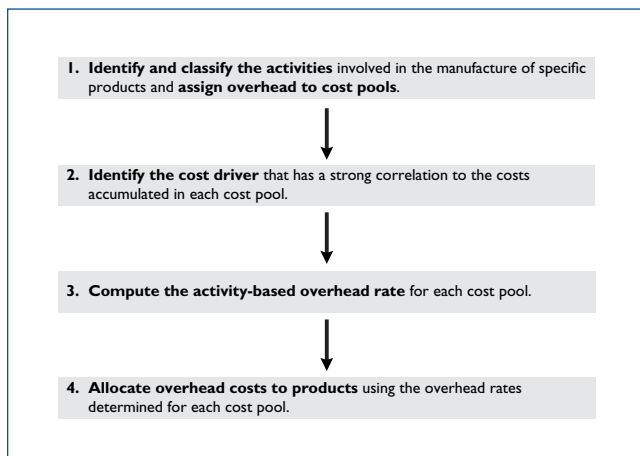 1. Identify and classify the activities involved in the manufacture of specific
products and assign overhead to cost pools.
2. Identify the cost driver that has a strong correlation to the costs
accumulated in each cost pool.
3. Compute the activity-based overhead rate for each cost pool.
4. Allocate overhead costs to products using the overhead rates
determined for each cost pool.